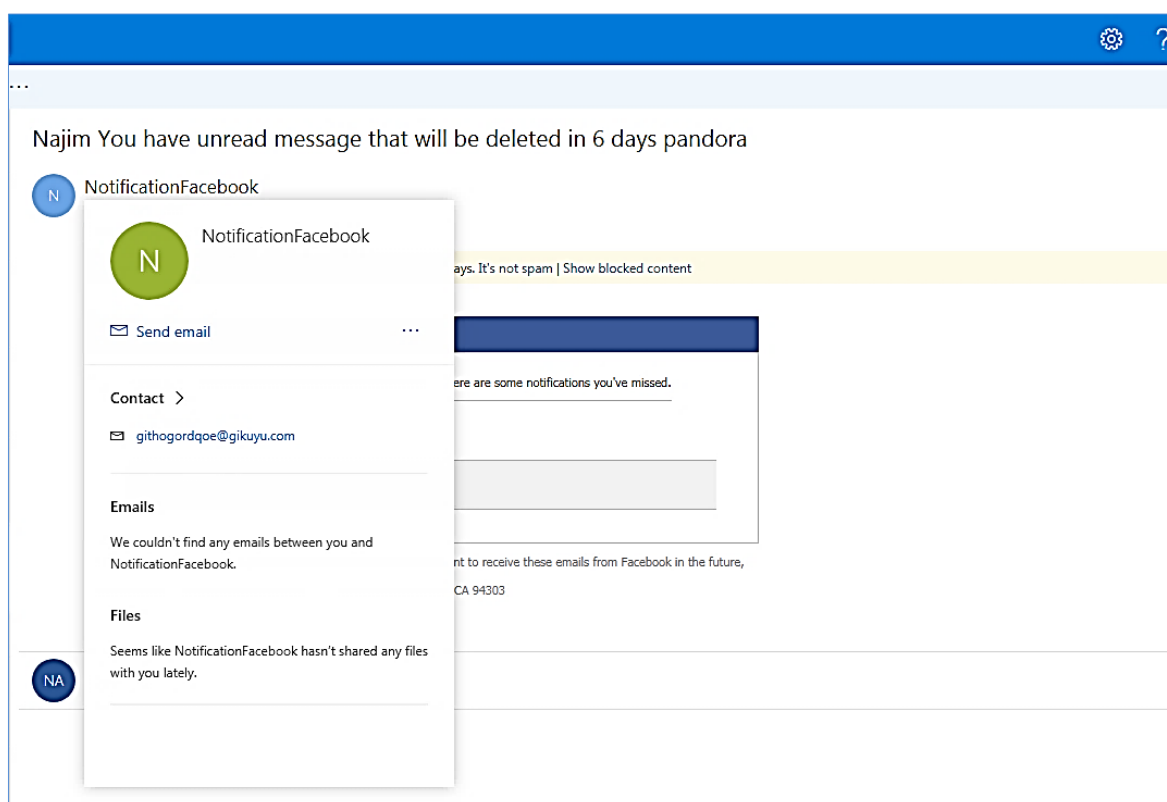 ?
...
Najim You have unread message that will be deleted in 6 days pandora
N
NotificationFacebook
N
NotificationFacebook
ays. It's not spam | Show blocked content
Send email
...
ere are some notifications you've missed.
Contact >
githogordqoe@gikuyu.com
Emails
We couldn't find any emails between you and
NotificationFacebook.
nt to receive these emails from Facebook in the future,
CA 94303
Files
Seems like NotificationFacebook hasn't shared any files
with you lately.
NA